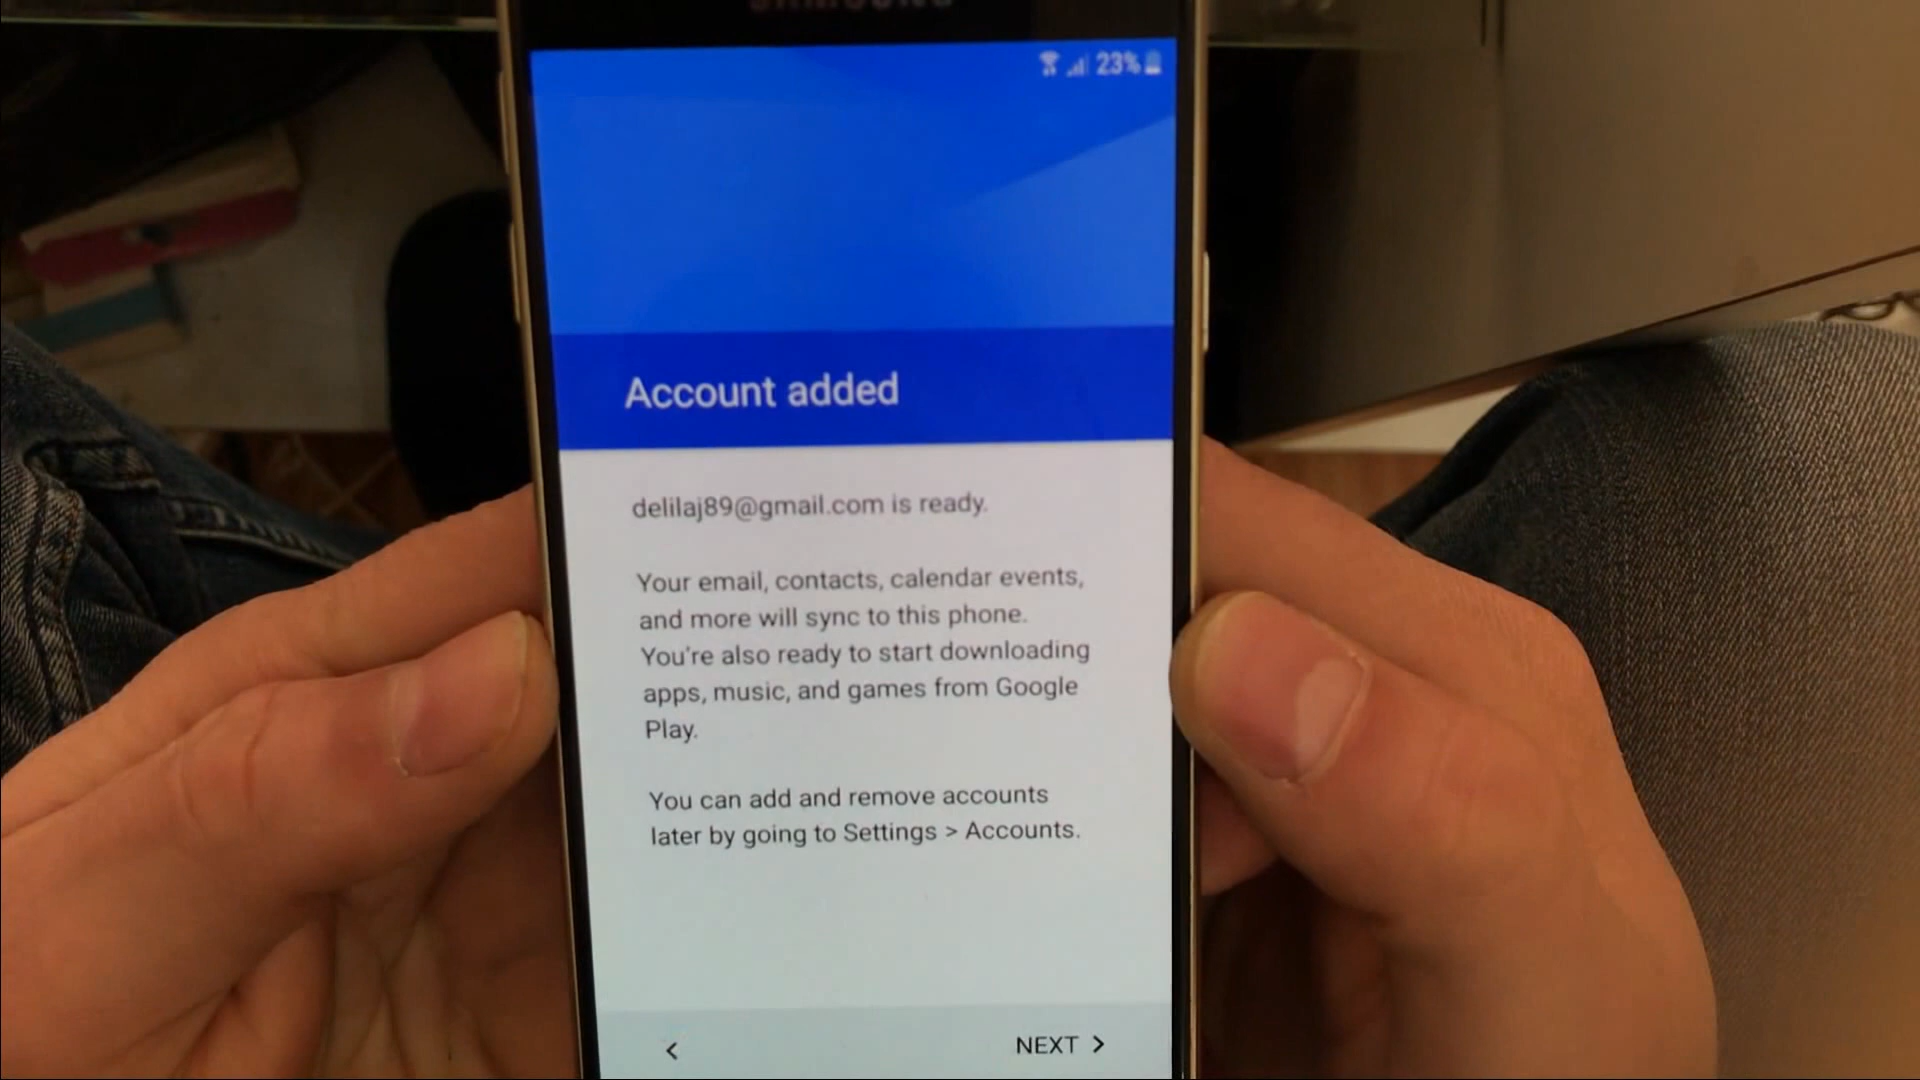 23%
Account added
delilaj89@gmail.com is ready.
Your email, contacts, calendar events,
and more will sync to this phone.
You're also ready to start downloading
apps, music, and games from Google
Play.
You can add and remove accounts
later by going to Settings > Accounts.
< NEXT >